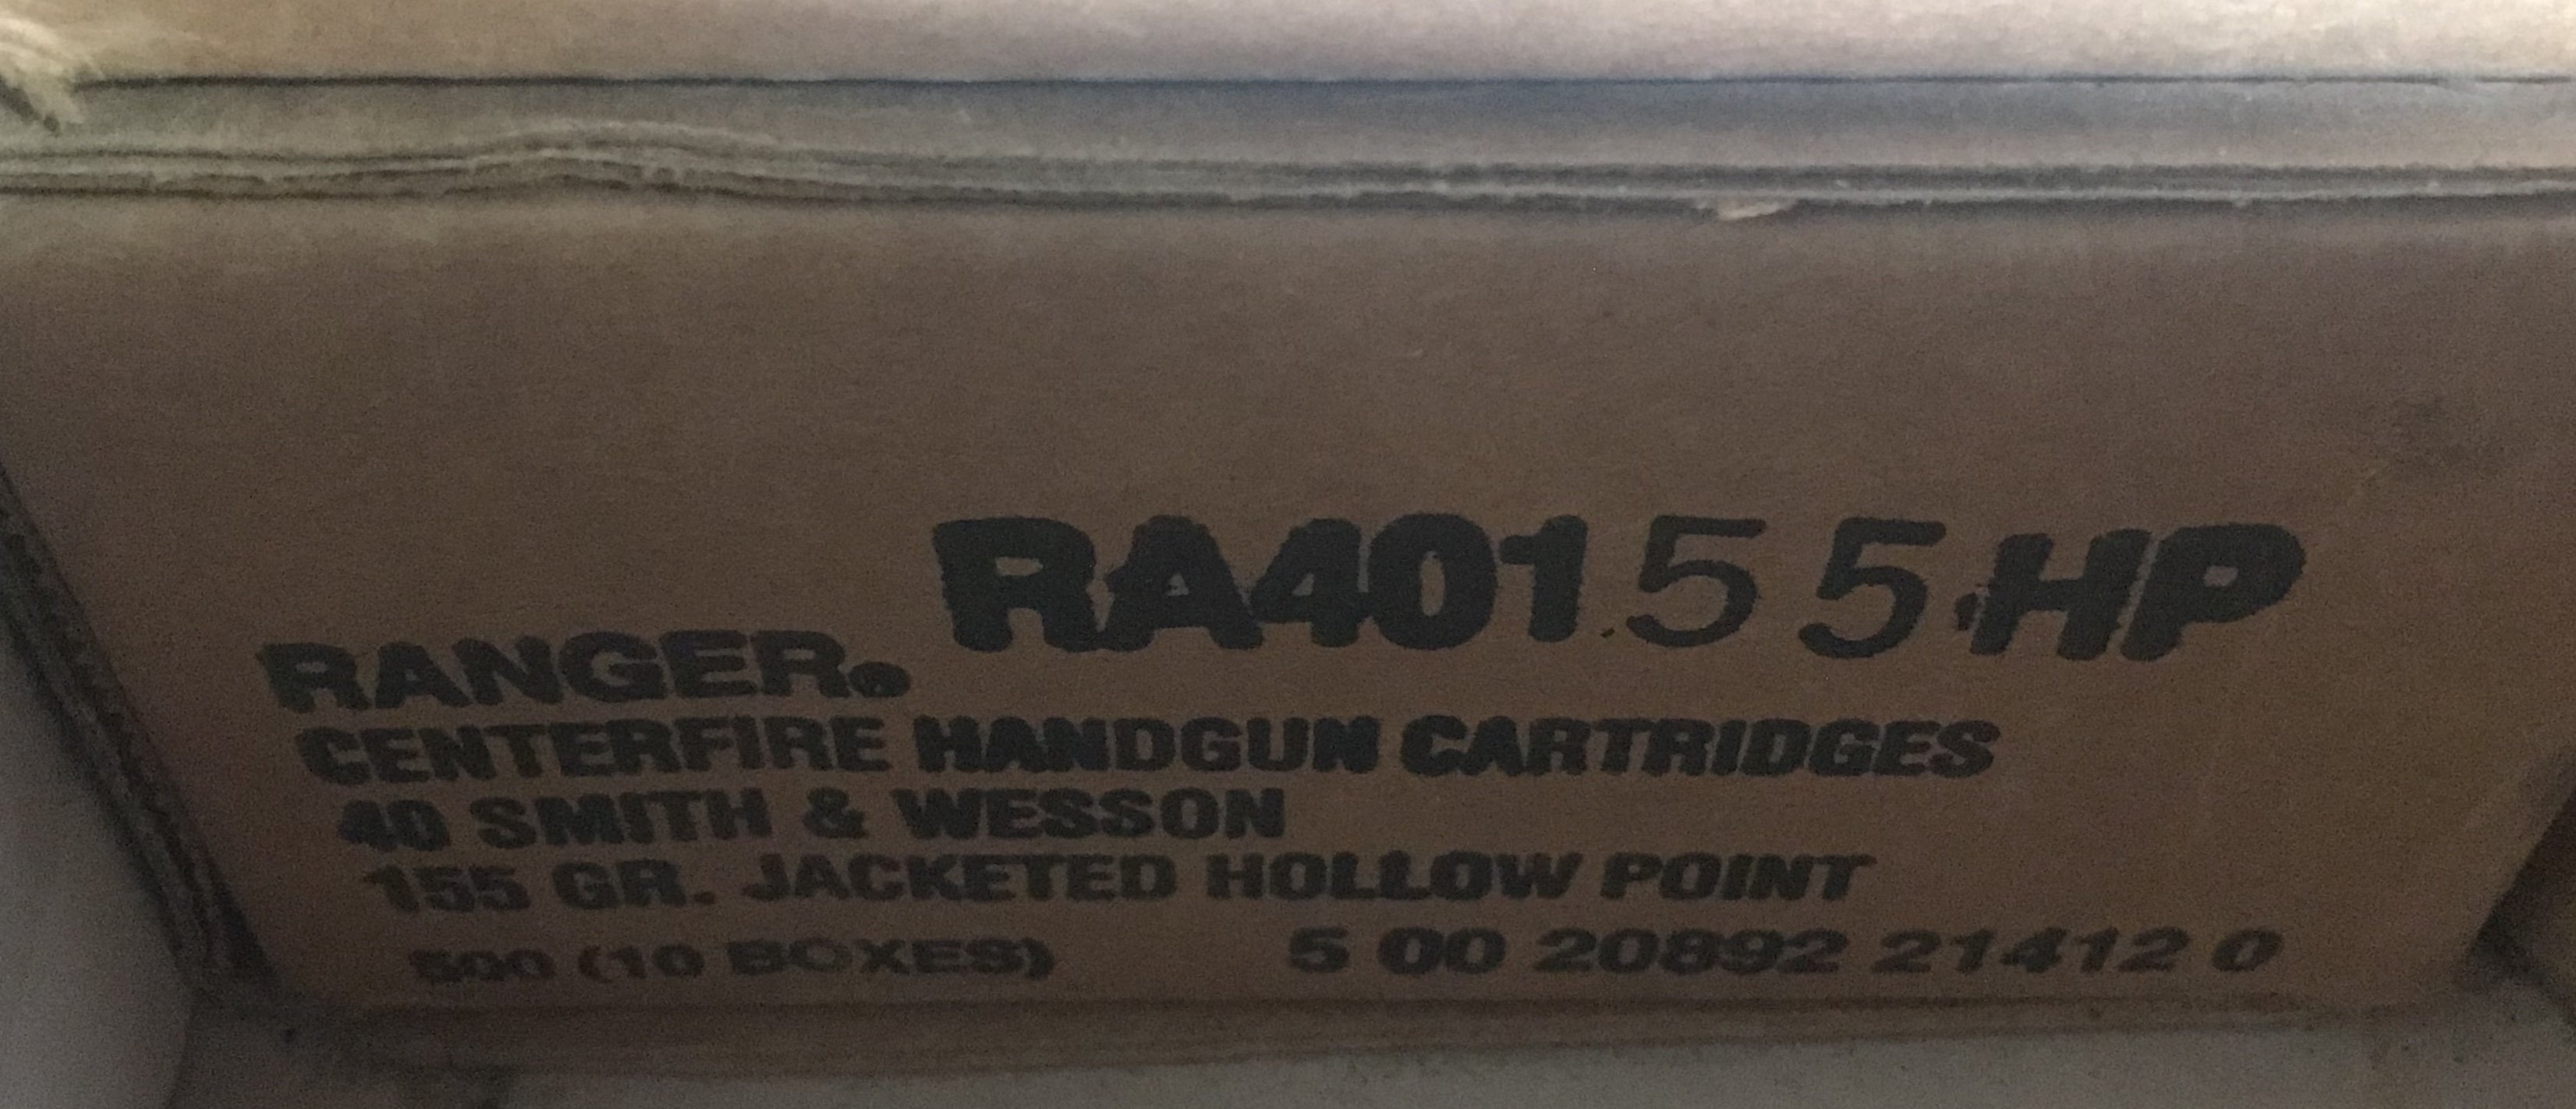 RA40155HP
RANGER®
CENTERFIRE HANDGUN CARTRIDGES
40 SMITH & WESSON
155 GR. JACKETED HOLLOW POINT
500 (10 BOXES) 5 00 20892 21412 0